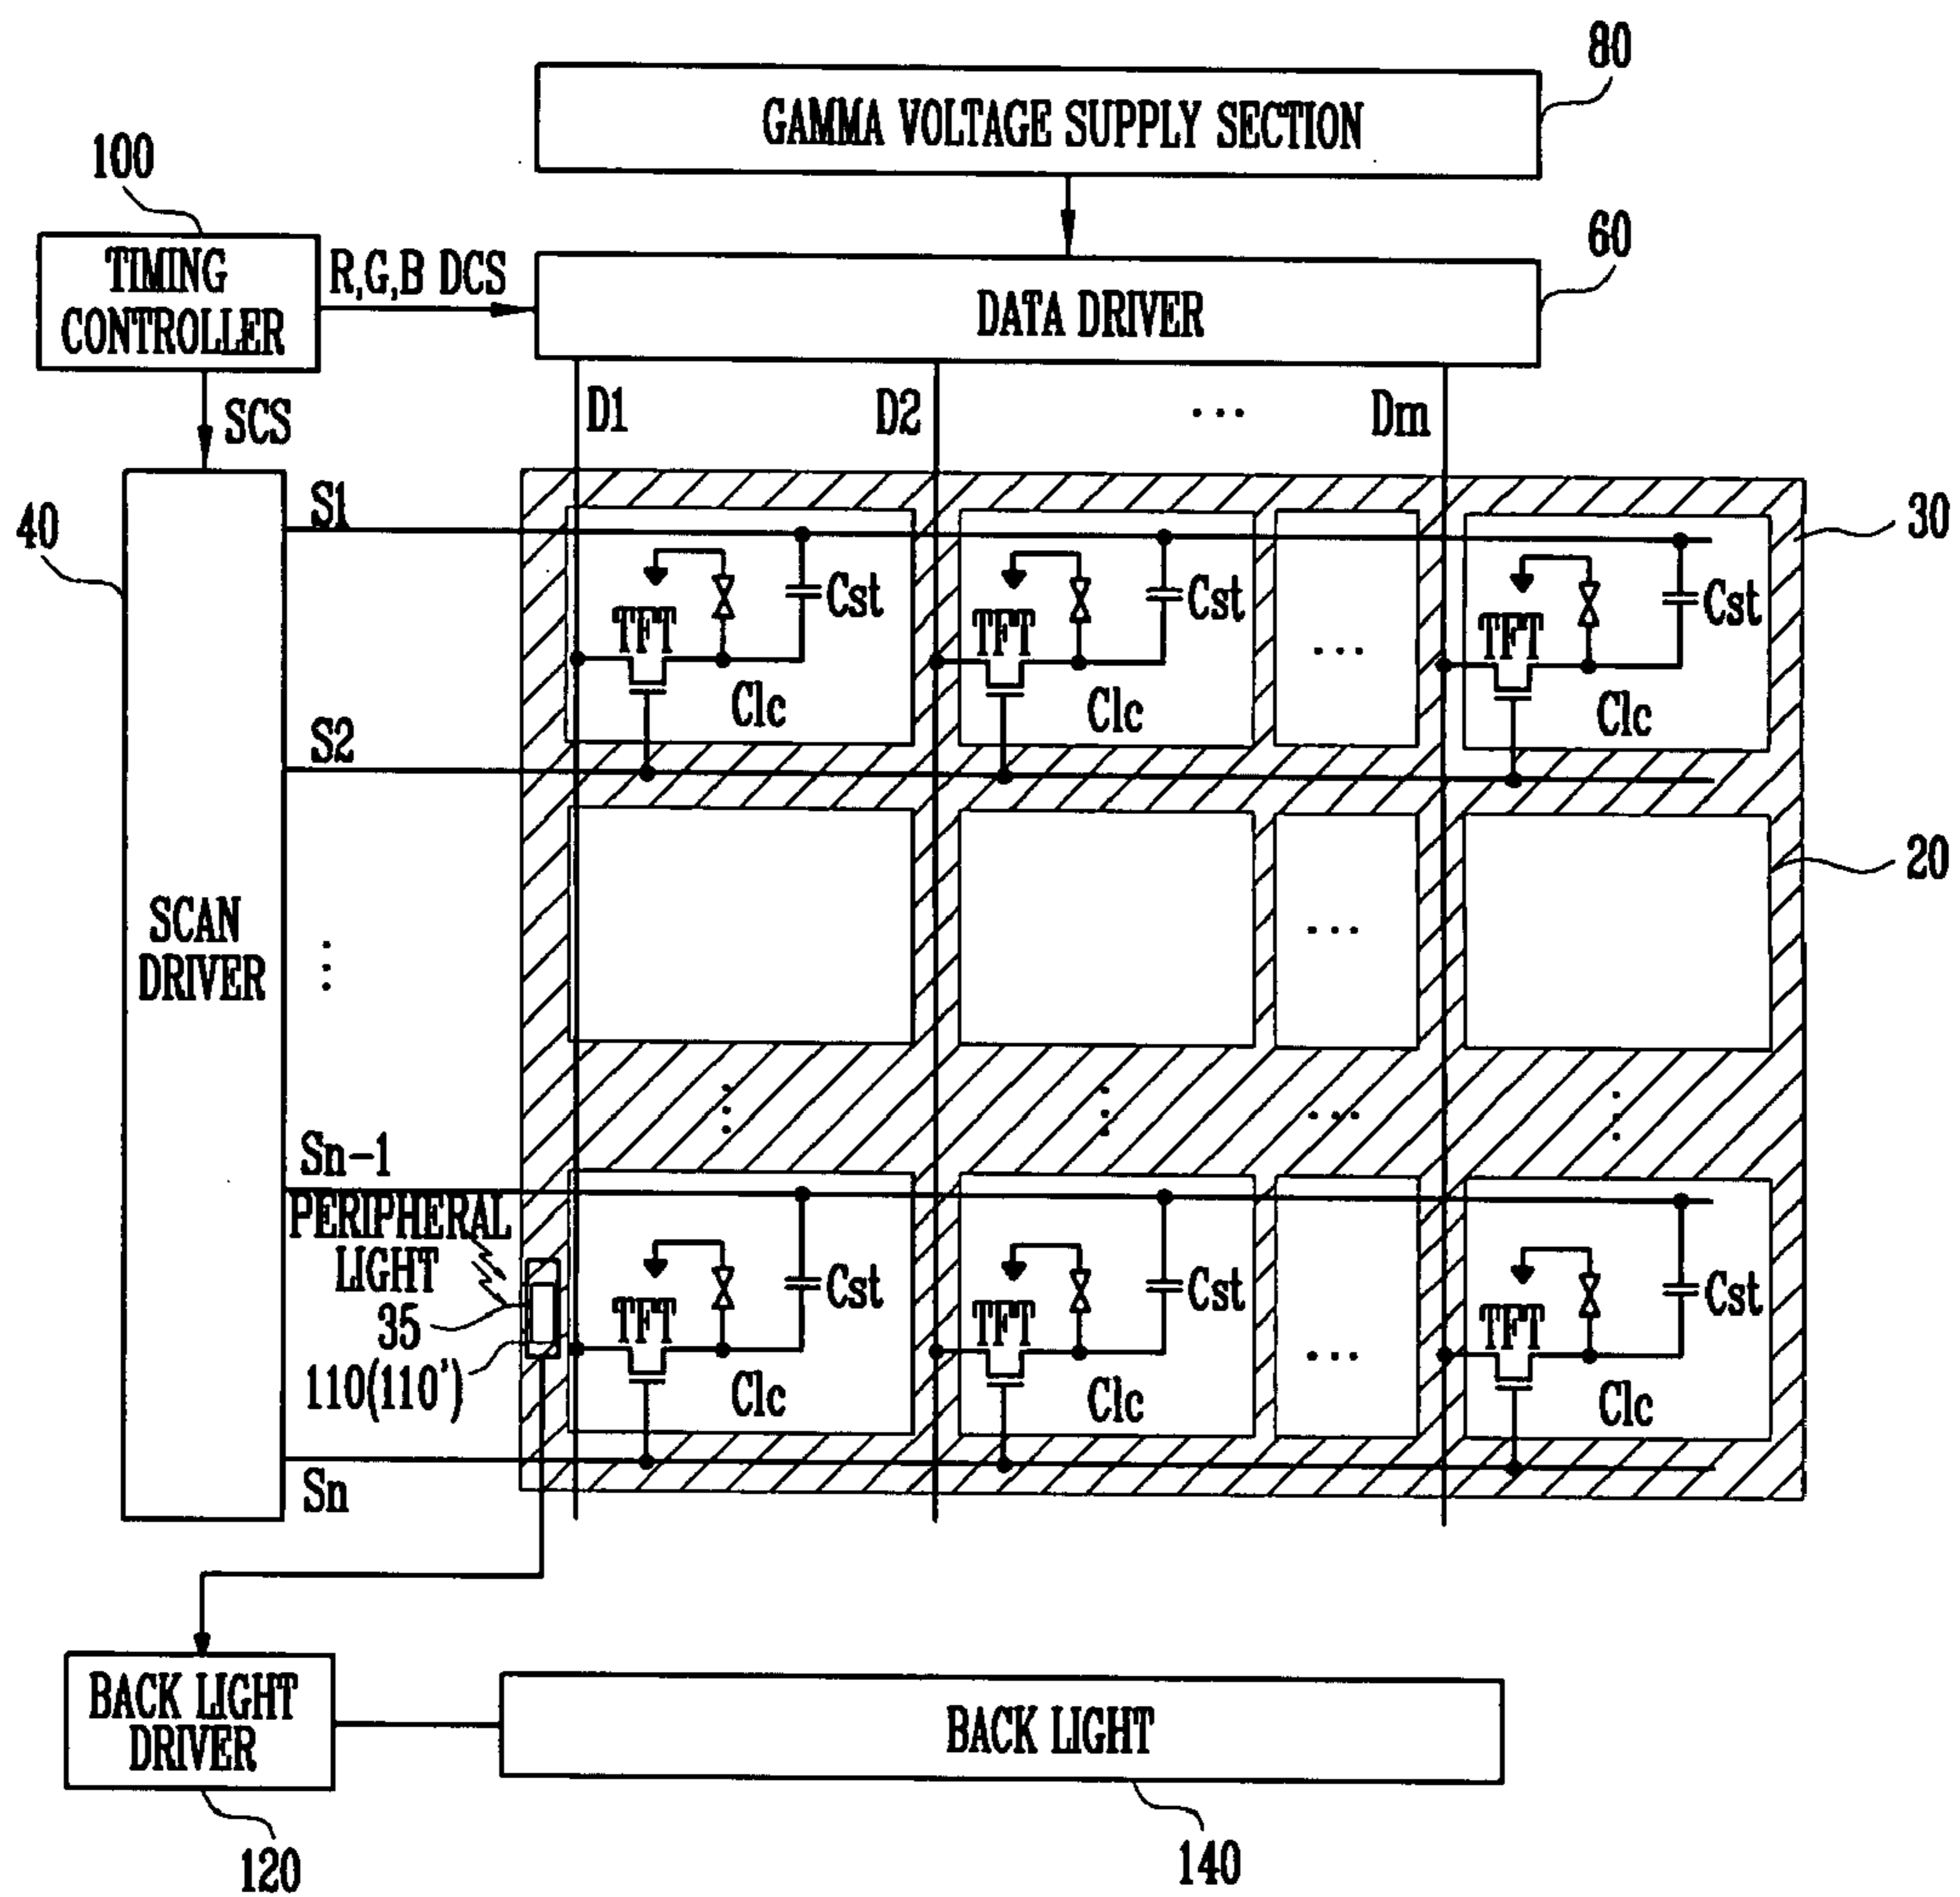 80
GAMMA VOLTAGE SUPPLY SECTION
100
60
TIMING
CONTROLLER
R,G,B DCS
DATA DRIVER
SCS
D1
D2
...
Dm
40
S1
30
Cst
Cst
Cst
TFT
TFT
TFT
...
Clc
Clc
Clc
S2
20
SCAN
DRIVER
...
...
...
...
...
...
Sn-1
PERIPHERAL
LIGHT
35
110(110')
Cst
Cst
Cst
TFT
TFT
TFT
...
Clc
Clc
Clc
Sn
BACK LIGHT
DRIVER
BACK LIGHT
120
140